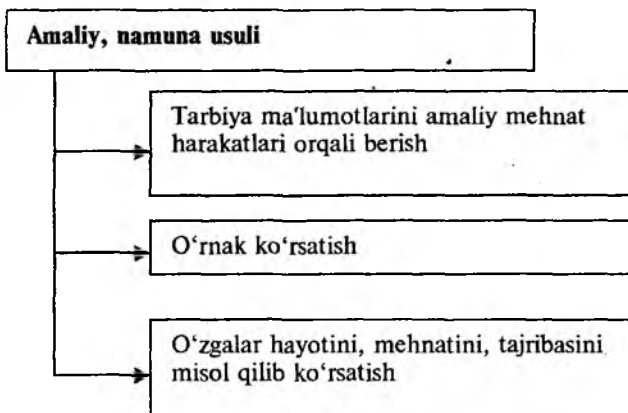 Amaliy, namuna usuli
Tarbiya ma'lumotlarini amaliy mehnat
harakatlari orqali berish
O‘rnak ko‘rsatish
O‘zgalar hayotini, mehnatini, tajribasini
misol qilib ko‘rsatish